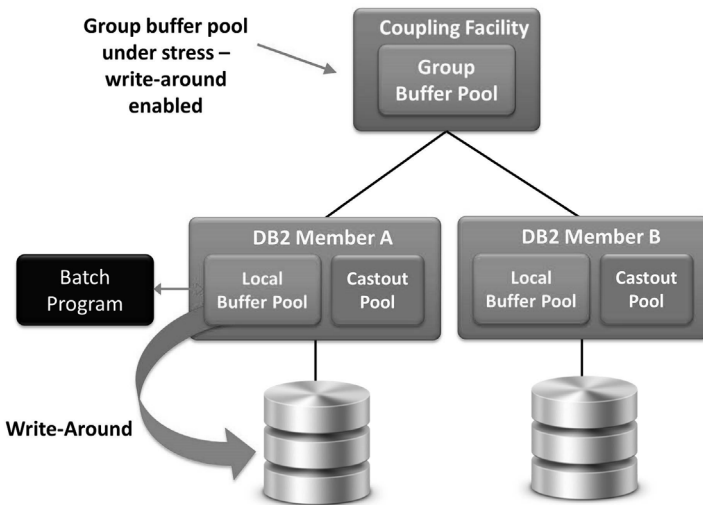 Group buffer pool
under stress –
write-around
enabled
Coupling Facility
Group
Buffer Pool
DB2 Member A
Local
Buffer Pool
Castout
Pool
DB2 Member B
Local
Buffer Pool
Castout
Pool
Batch
Program
Write-Around